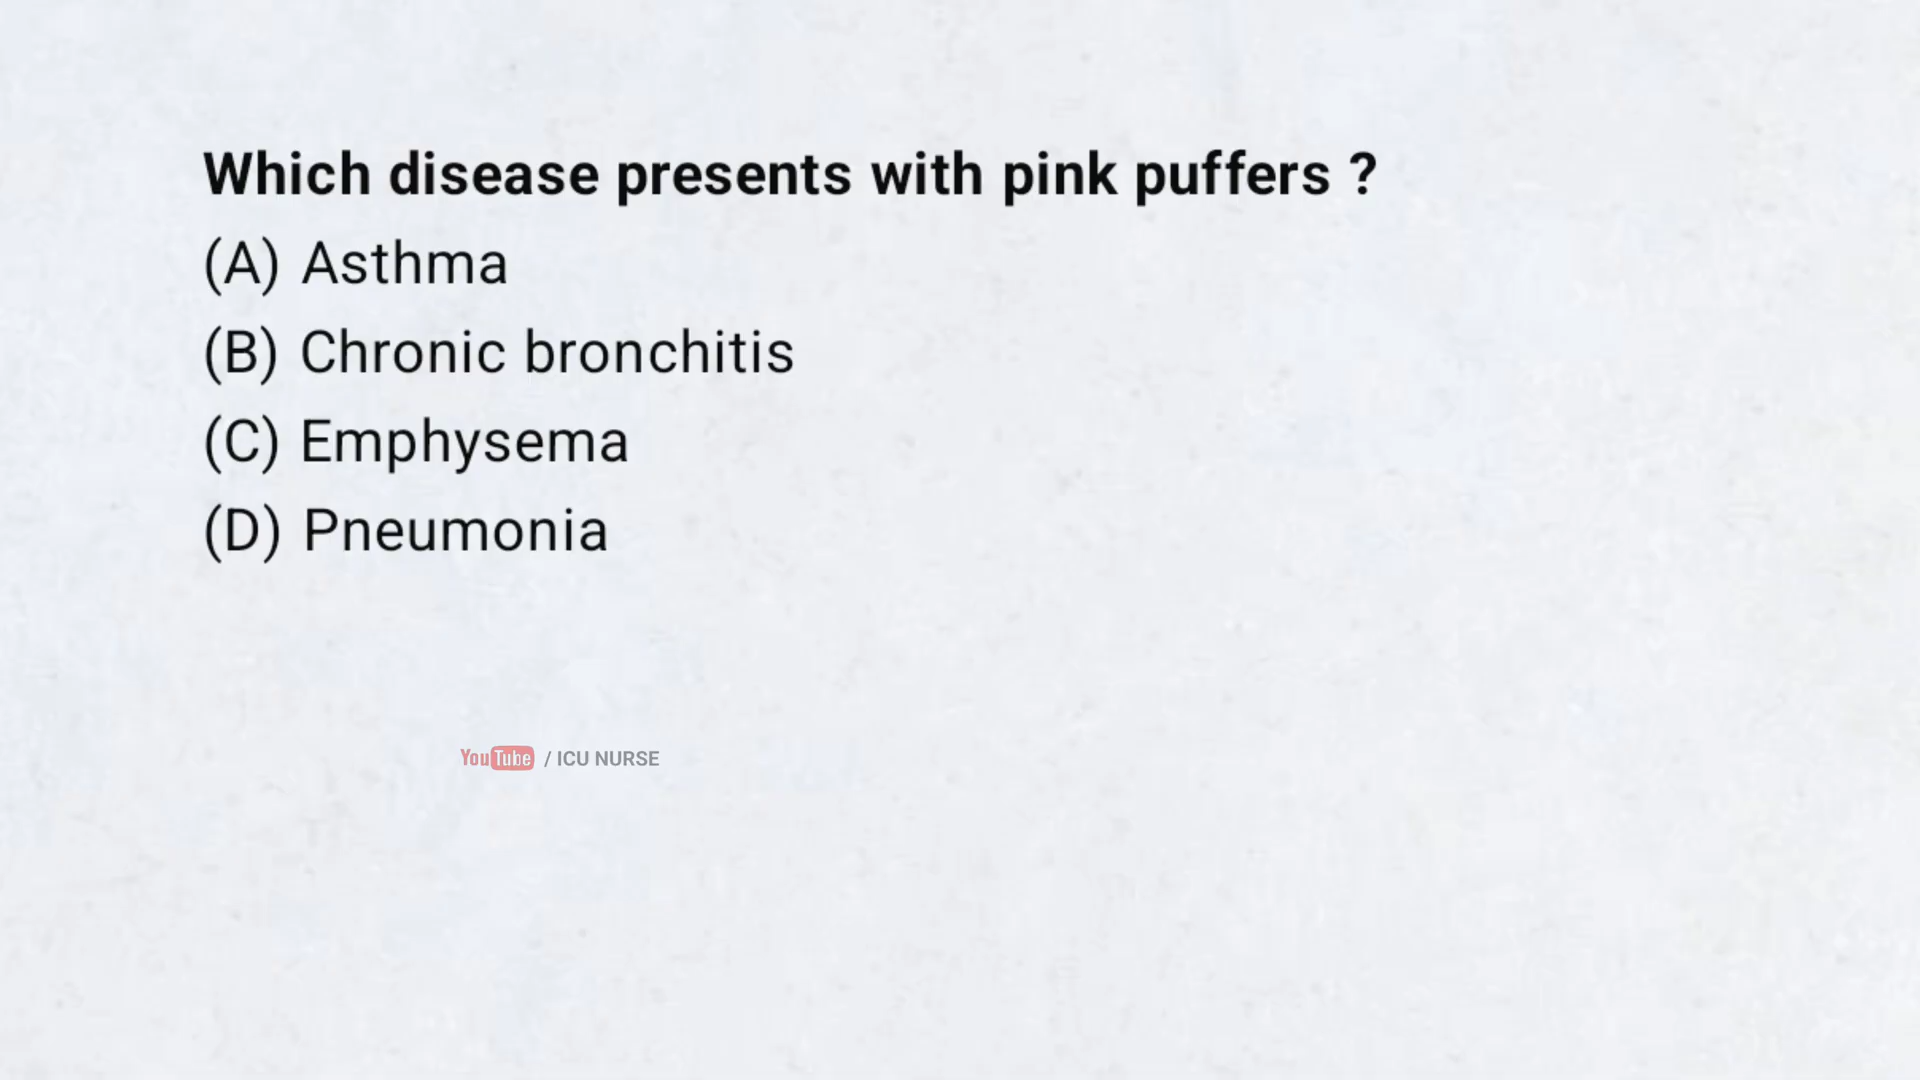 Which disease presents with pink puffers ?
(A) Asthma
(B) Chronic bronchitis
(C) Emphysema
(D) Pneumonia
YouTube / ICU NURSE